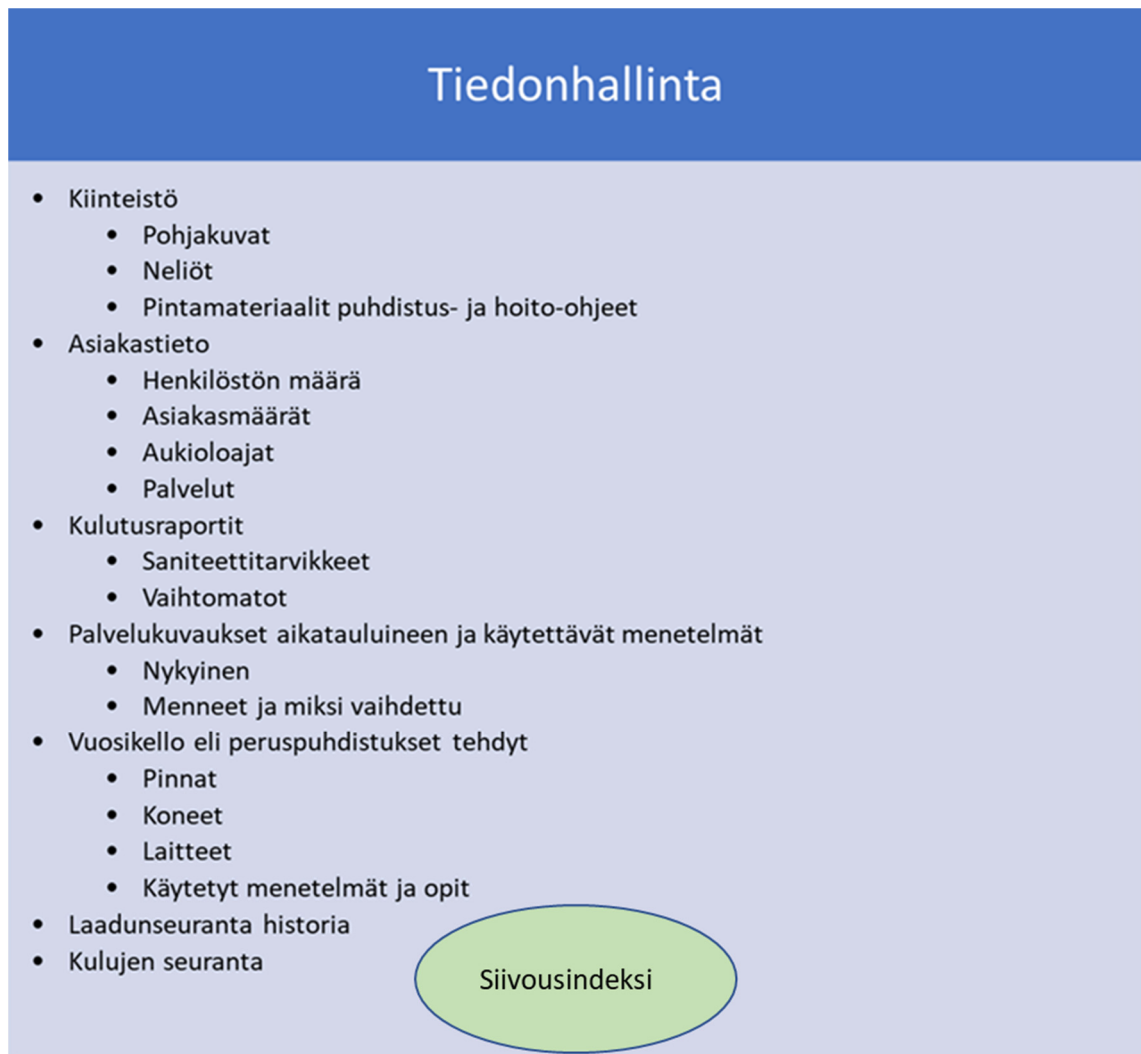 Tiedonhallinta
• Kiinteistö
• Pohjakuvat
• Neliöt
• Pintamateriaalit puhdistus- ja hoito-ohjeet
• Asiakastieto
• Henkilöstön määrä
• Asiakasmäärät
• Aukioloajat
• Palvelut
• Kulutusraportit
• Saniteettitarvikkeet
• Vaihtomatot
• Palvelukuvaukset aikatauluineen ja käytettävät menetelmät
• Nykyinen
• Menneet ja miksi vaihdettu
• Vuosikello eli peruspuhdistukset tehdyt
• Pinnat
• Koneet
• Laitteet
• Käytetyt menetelmät ja opit
• Laadunseuranta historia
• Kulujen seuranta
Siivousindeksi